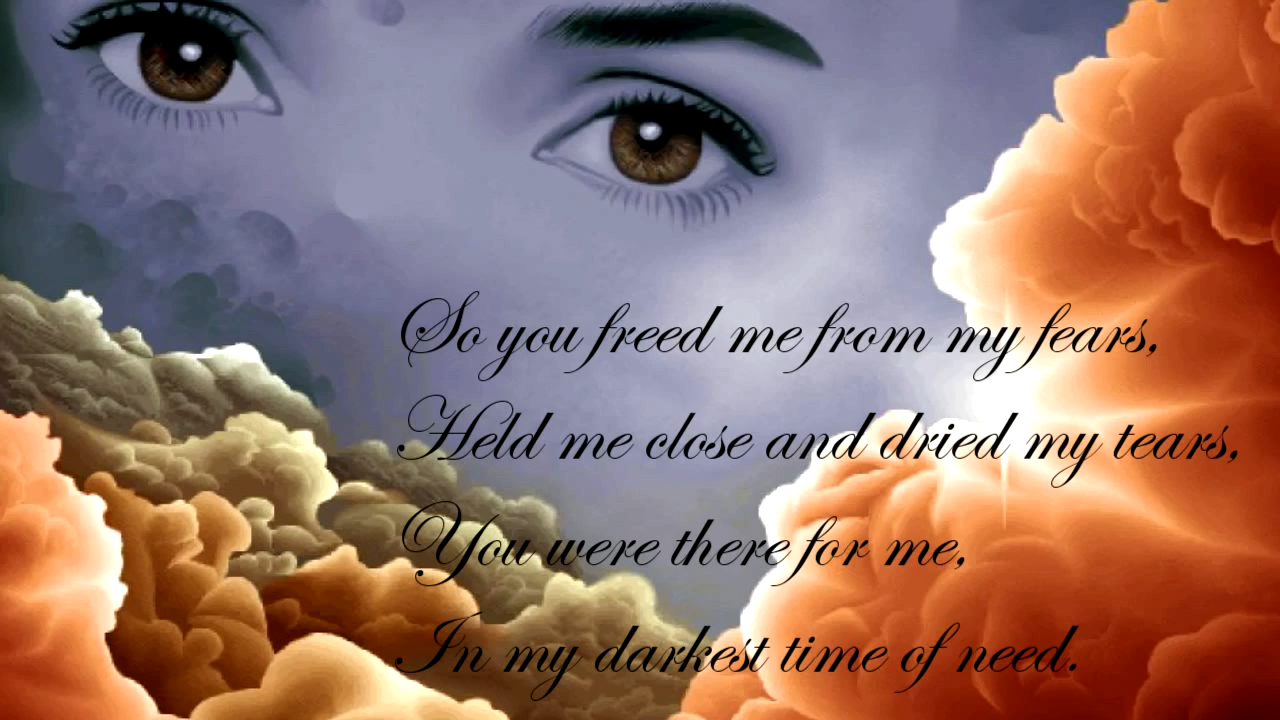 So you freed me from my fears,
Held me close and dried my tears,
You were there for me,
In my darkest time of need.